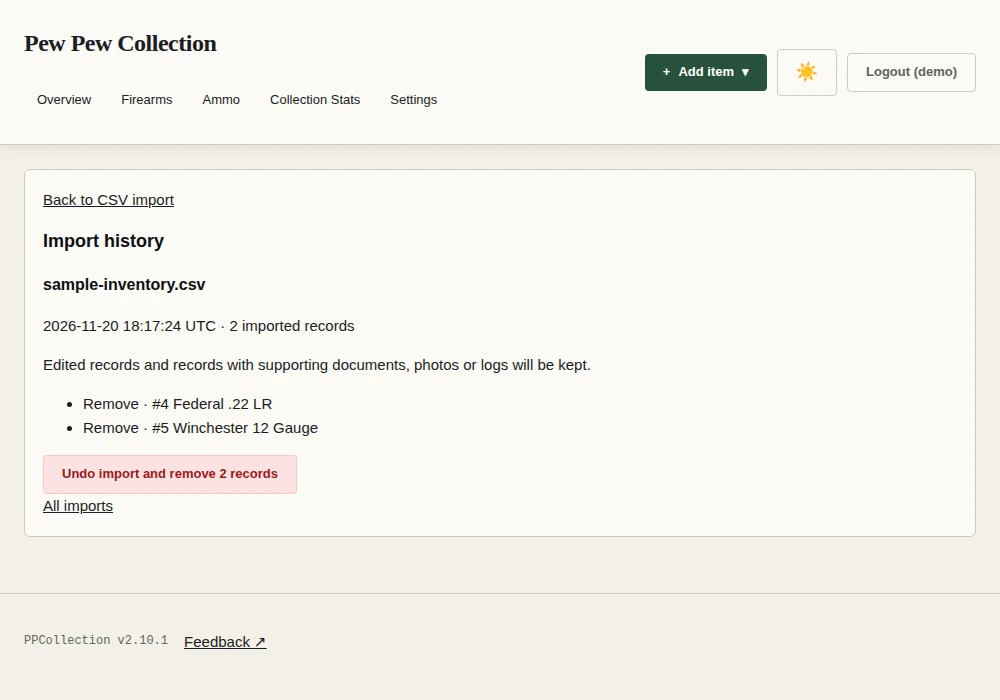 Pew Pew Collection
+ Add item ▼
☀️
Logout (demo)
Overview Firearms Ammo Collection Stats Settings
Back to CSV import
Import history
sample-inventory.csv
2026-11-20 18:17:24 UTC · 2 imported records
Edited records and records with supporting documents, photos or logs will be kept.
• Remove · #4 Federal .22 LR
• Remove · #5 Winchester 12 Gauge
Undo import and remove 2 records
All imports
PPCollection v2.10.1 Feedback ↗